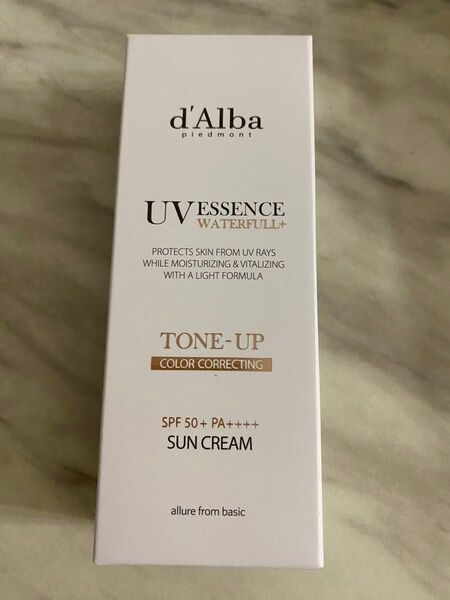 d'Alba
piedmont
UV ESSENCE
WATERFULL+
PROTECTS SKIN FROM UV RAYS
WHILE MOISTURIZING & VITALIZING
WITH A LIGHT FORMULA
TONE-UP
COLOR CORRECTING
SPF 50+ PA++++
SUN CREAM
allure from basic